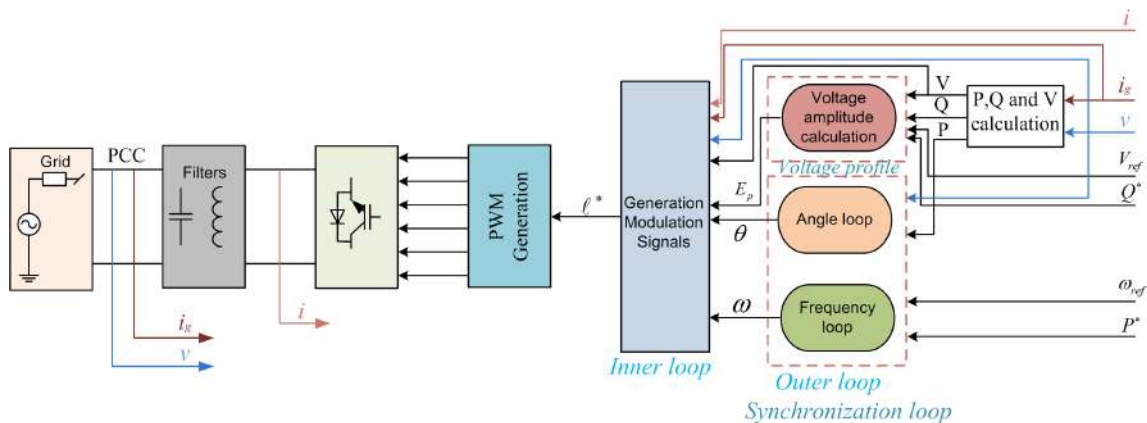 Grid
PCC
Filters
i_g
v
i
PWM
Generation
ℓ*
Generation
Modulation
Signals
Inner loop
E_p
θ
ω
Voltage
amplitude
calculation
Voltage profile
Angle loop
Frequency
loop
Outer loop
Synchronization loop
V
Q
P
P,Q and V
calculation
i
i_g
v
V_ref
Q*
ω_ref
P*